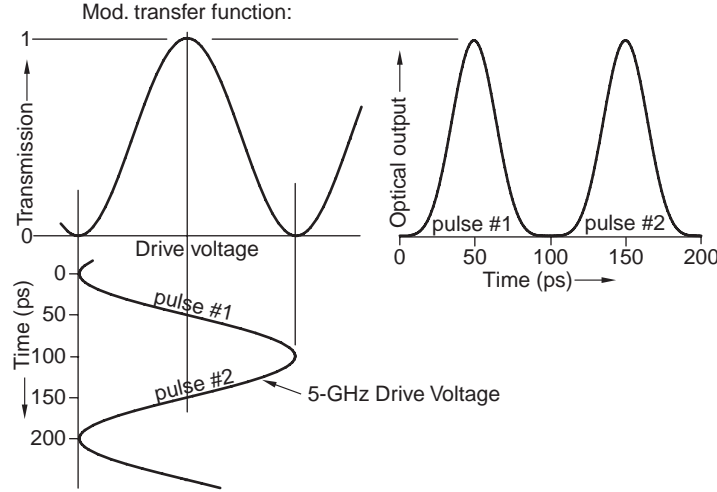 Mod. transfer function:
1
Transmission
0
Drive voltage
0
50
100
150
200
Time (ps)
pulse #1
pulse #2
5-GHz Drive Voltage
Optical output
pulse #1
pulse #2
0
50
100
150
200
Time (ps)